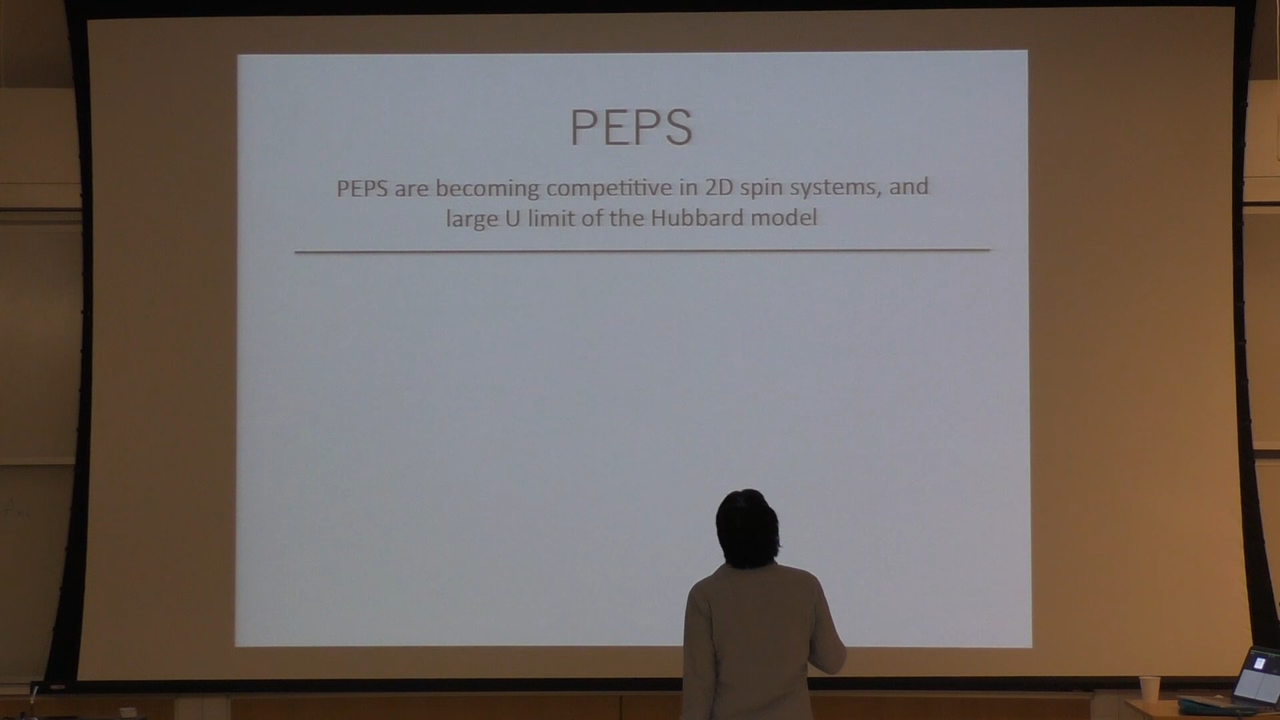 PEPS
PEPS are becoming competitive in 2D spin systems, and
large U limit of the Hubbard model